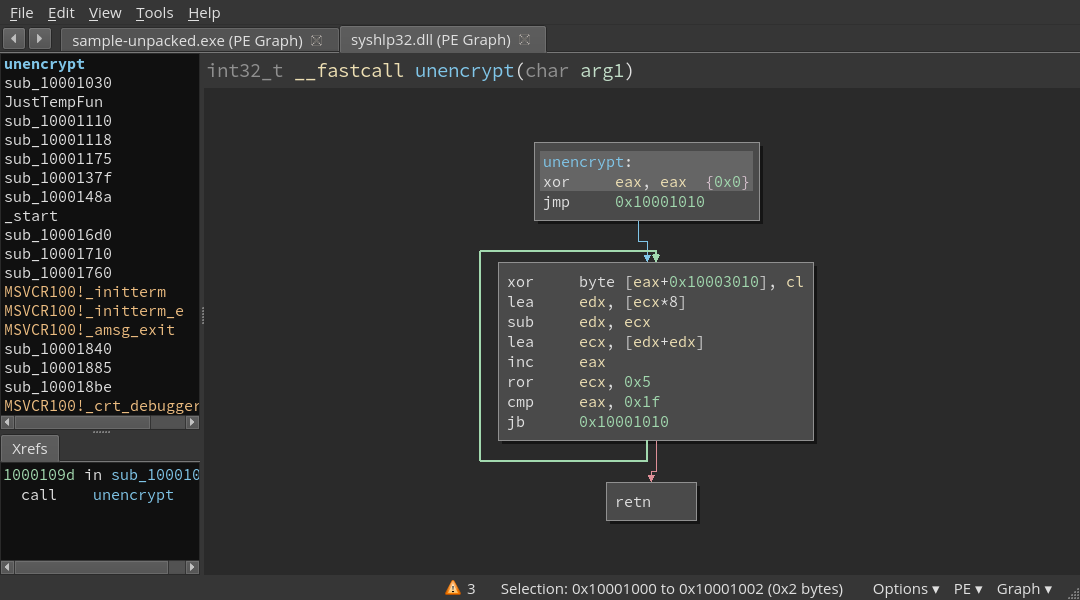 File Edit View Tools Help
sample-unpacked.exe (PE Graph) syshlp32.dll (PE Graph)
unencrypt
sub_10001030
JustTempFun
sub_10001110
sub_10001118
sub_10001175
sub_1000137f
sub_1000148a
_start
sub_100016d0
sub_10001710
sub_10001760
MSVCR100!_initterm
MSVCR100!_initterm_e
MSVCR100!_amsg_exit
sub_10001840
sub_10001885
sub_100018be
MSVCR100!_crt_debugger
Xrefs
1000109d in sub_100010
call unencrypt
int32_t __fastcall unencrypt(char arg1)
unencrypt:
xor eax, eax {0x0}
jmp 0x10001010
xor byte [eax+0x10003010], cl
lea edx, [ecx*8]
sub edx, ecx
lea ecx, [edx+edx]
inc eax
ror ecx, 0x5
cmp eax, 0x1f
jb 0x10001010
retn
3 Selection: 0x10001000 to 0x10001002 (0x2 bytes) Options ▾ PE ▾ Graph ▾